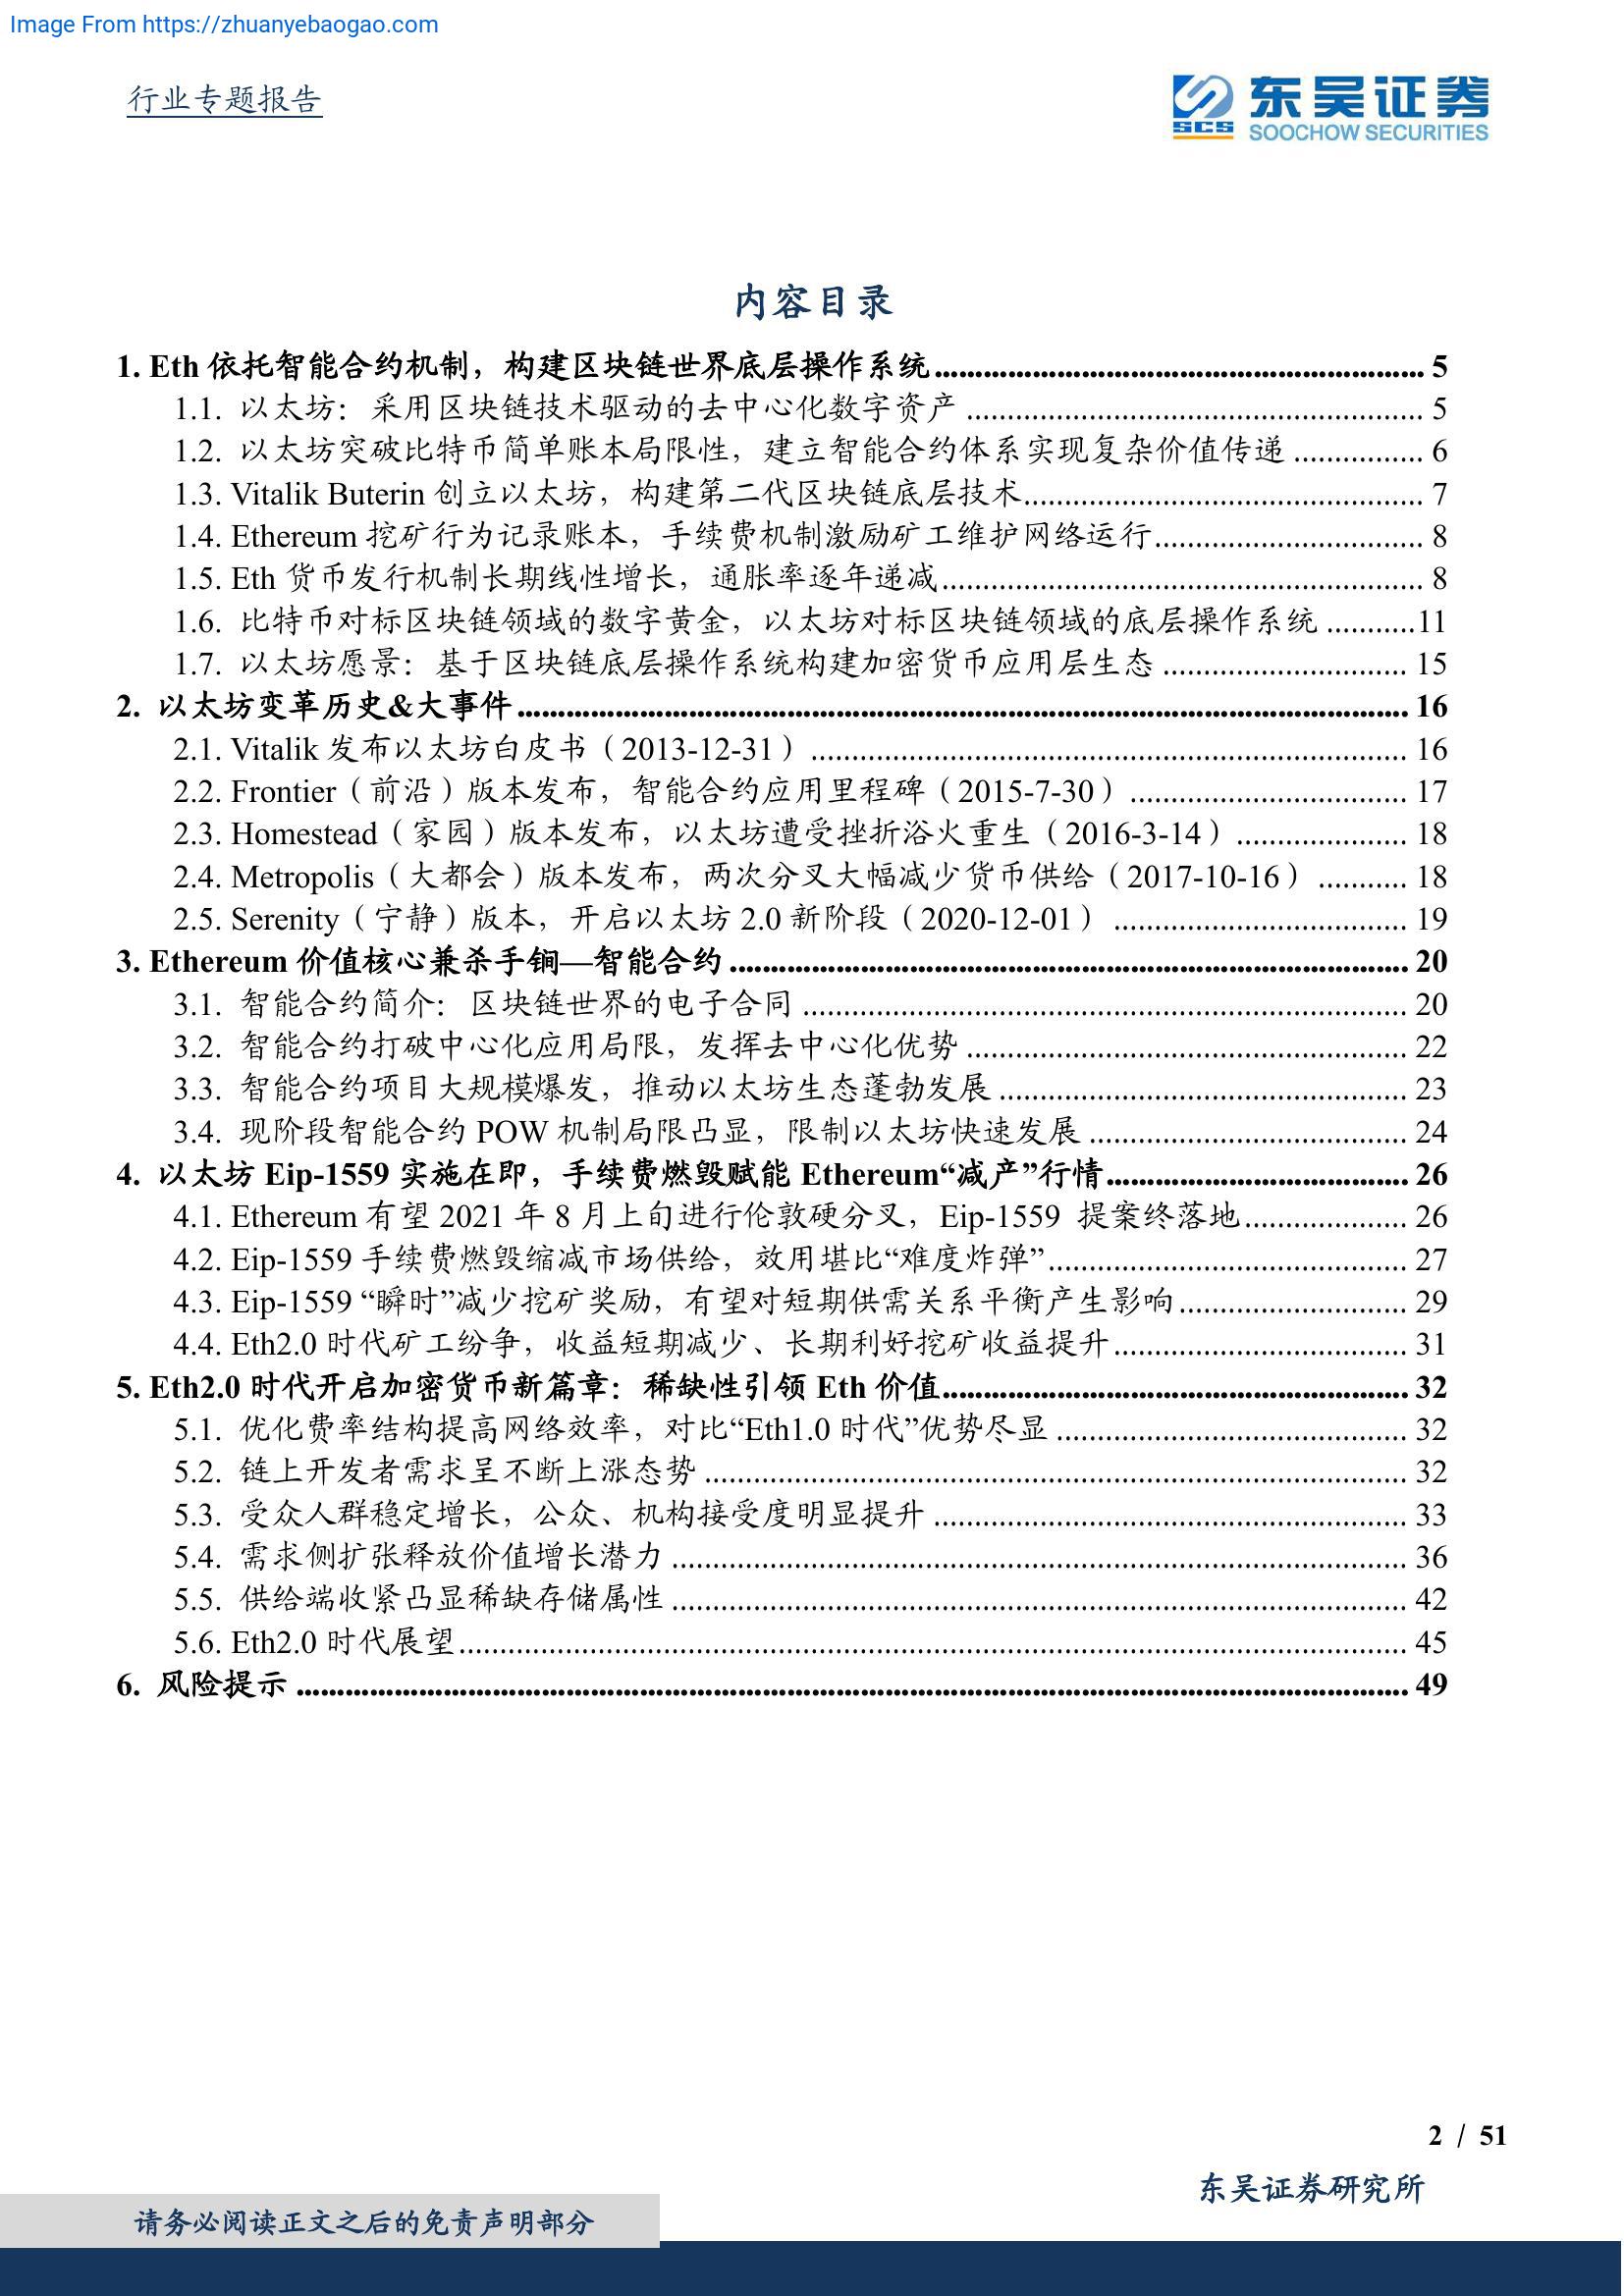 Image From https://zhuanyebaogao.com
行业专题报告
SCS 东吴证券
SOOCHOW SECURITIES
内容目录
1. Eth 依托智能合约机制，构建区块链世界底层操作系统............................................................ 5
1.1. 以太坊：采用区块链技术驱动的去中心化数字资产 ........................................................ 5
1.2. 以太坊突破比特币简单账本局限性，建立智能合约体系实现复杂价值传递 ................ 6
1.3. Vitalik Buterin 创立以太坊，构建第二代区块链底层技术................................................. 7
1.4. Ethereum 挖矿行为记录账本，手续费机制激励矿工维护网络运行................................. 8
1.5. Eth 货币发行机制长期线性增长，通胀率逐年递减........................................................... 8
1.6. 比特币对标区块链领域的数字黄金，以太坊对标区块链领域的底层操作系统 ...........11
1.7. 以太坊愿景：基于区块链底层操作系统构建加密货币应用层生态 .............................. 15
2. 以太坊变革历史&大事件............................................................................................................. 16
2.1. Vitalik 发布以太坊白皮书（2013-12-31） ......................................................................... 16
2.2. Frontier（前沿）版本发布，智能合约应用里程碑（2015-7-30） .................................. 17
2.3. Homestead（家园）版本发布，以太坊遭受挫折浴火重生（2016-3-14）..................... 18
2.4. Metropolis（大都会）版本发布，两次分叉大幅减少货币供给（2017-10-16） ........... 18
2.5. Serenity（宁静）版本，开启以太坊 2.0 新阶段（2020-12-01） .................................... 19
3. Ethereum 价值核心兼杀手锏—智能合约................................................................................... 20
3.1. 智能合约简介：区块链世界的电子合同 .......................................................................... 20
3.2. 智能合约打破中心化应用局限，发挥去中心化优势 ...................................................... 22
3.3. 智能合约项目大规模爆发，推动以太坊生态蓬勃发展 .................................................. 23
3.4. 现阶段智能合约 POW 机制局限凸显，限制以太坊快速发展 ....................................... 24
4. 以太坊 Eip-1559 实施在即，手续费燃毁赋能 Ethereum“减产”行情..................................... 26
4.1. Ethereum 有望 2021 年 8 月上旬进行伦敦硬分叉，Eip-1559 提案终落地.................... 26
4.2. Eip-1559 手续费燃毁缩减市场供给，效用堪比“难度炸弹”............................................ 27
4.3. Eip-1559 “瞬时”减少挖矿奖励，有望对短期供需关系平衡产生影响............................ 29
4.4. Eth2.0 时代矿工纷争，收益短期减少、长期利好挖矿收益提升.................................... 31
5. Eth2.0 时代开启加密货币新篇章：稀缺性引领 Eth 价值......................................................... 32
5.1. 优化费率结构提高网络效率，对比“Eth1.0 时代”优势尽显 ........................................... 32
5.2. 链上开发者需求呈不断上涨态势 ...................................................................................... 32
5.3. 受众人群稳定增长，公众、机构接受度明显提升 .......................................................... 33
5.4. 需求侧扩张释放价值增长潜力 .......................................................................................... 36
5.5. 供给端收紧凸显稀缺存储属性 .......................................................................................... 42
5.6. Eth2.0 时代展望.................................................................................................................... 45
6. 风险提示 ........................................................................................................................................ 49
2 / 51
东吴证券研究所
请务必阅读正文之后的免责声明部分